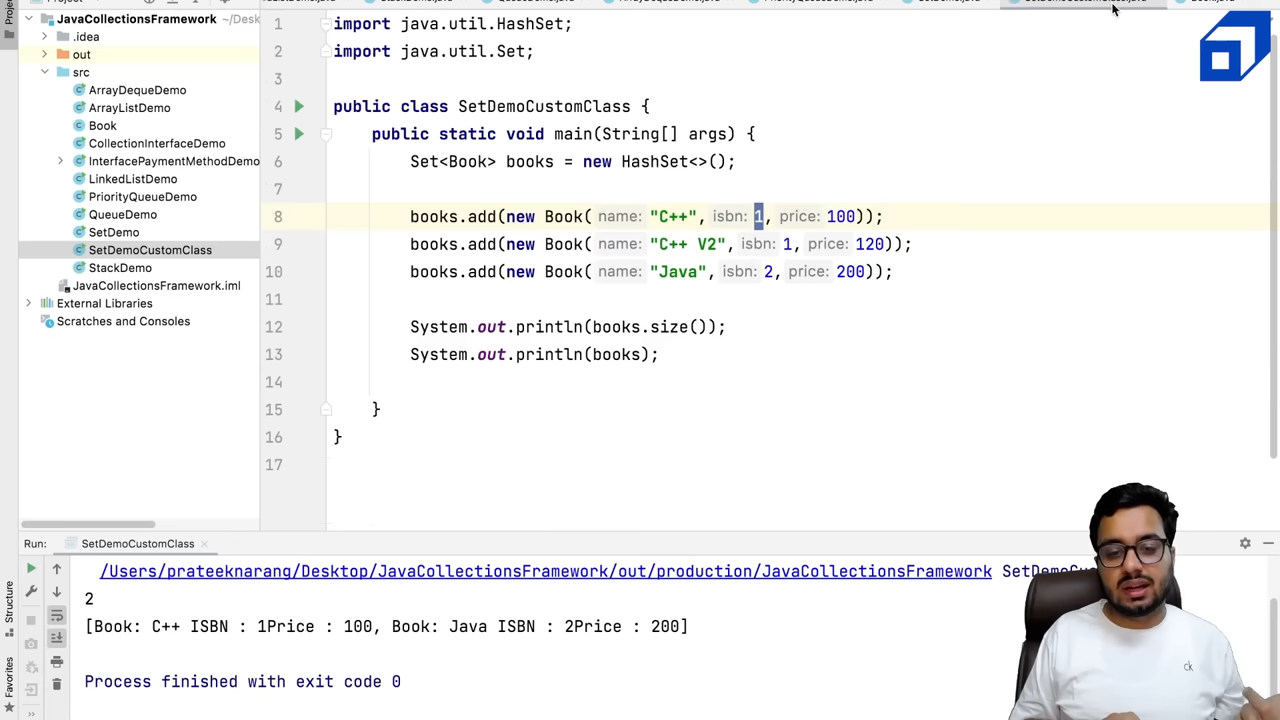 Project
JavaCollectionsFramework ~/Des
.idea
out
src
ArrayDequeDemo
ArrayListDemo
Book
CollectionInterfaceDemo
InterfacePaymentMethodDemo
LinkedListDemo
PriorityQueueDemo
QueueDemo
SetDemo
SetDemoCustomClass
StackDemo
JavaCollectionsFramework.iml
External Libraries
Scratches and Consoles
1 import java.util.HashSet;
2 import java.util.Set;
3
4 public class SetDemoCustomClass {
5 public static void main(String[] args) {
6 Set<Book> books = new HashSet<>();
7
8 books.add(new Book( name: "C++", isbn: 1, price: 100));
9 books.add(new Book( name: "C++ V2", isbn: 1, price: 120));
10 books.add(new Book( name: "Java", isbn: 2, price: 200));
11
12 System.out.println(books.size());
13 System.out.println(books);
14
15 }
16 }
17
Run: SetDemoCustomClass
/Users/prateeknarang/Desktop/JavaCollectionsFramework/out/production/JavaCollectionsFramework SetDemoCu
2
[Book: C++ ISBN : 1Price : 100, Book: Java ISBN : 2Price : 200]
Process finished with exit code 0
Structure
Favorites
ck